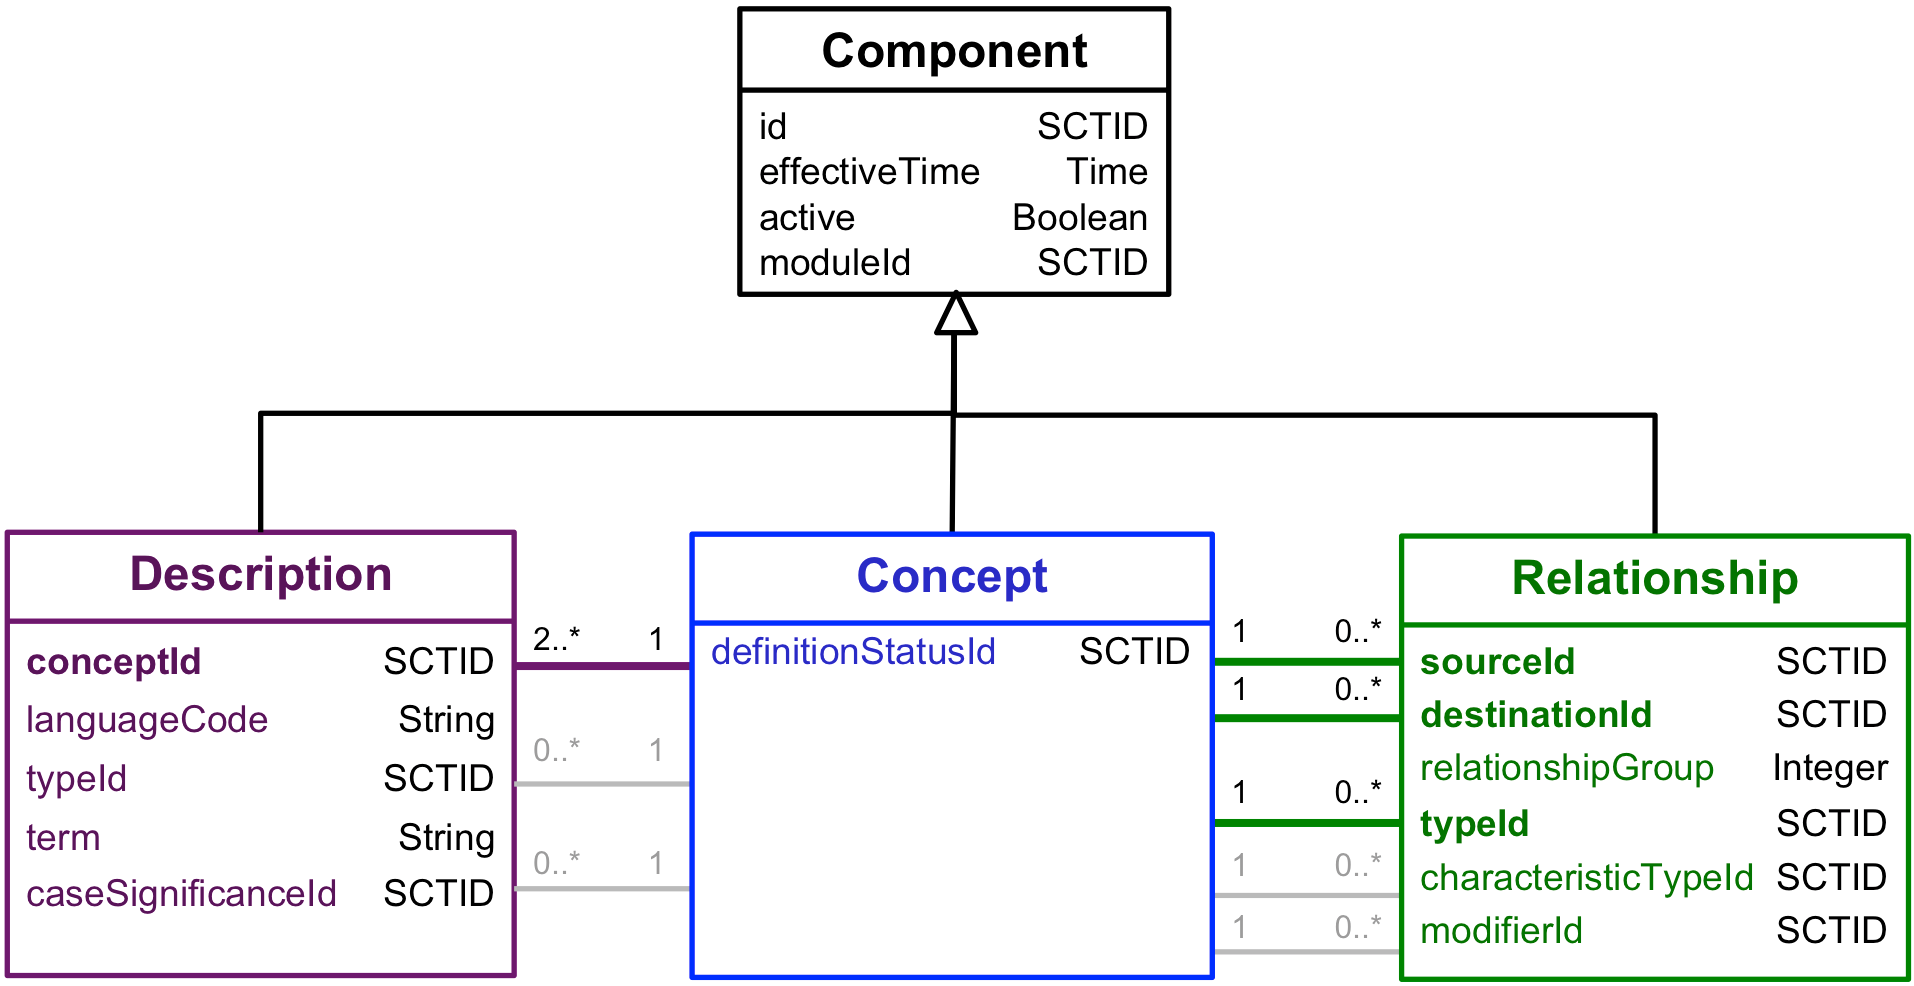 Component
id SCTID
effectiveTime Time
active Boolean
moduleId SCTID
Description
conceptId SCTID
languageCode String
typeId SCTID
term String
caseSignificanceId SCTID
2..* 1
0..* 1
0..* 1
Concept
definitionStatusId SCTID
1 0..*
1 0..*
1 0..*
1 0..*
1 0..*
Relationship
sourceId SCTID
destinationId SCTID
relationshipGroup Integer
typeId SCTID
characteristicTypeId SCTID
modifierId SCTID